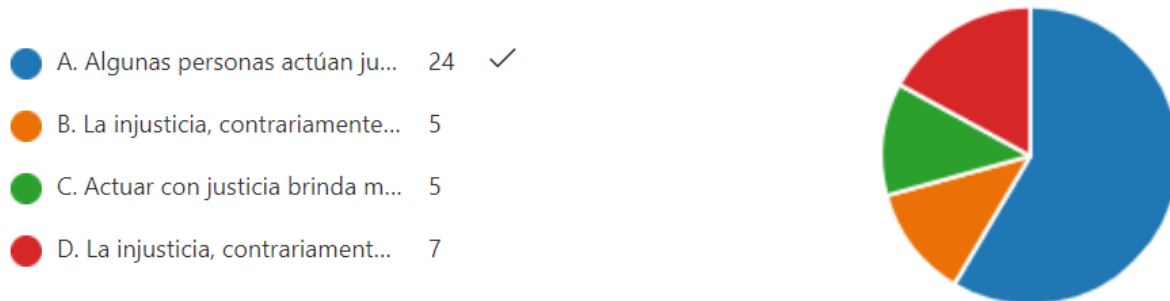 A. Algunas personas actúan ju... 24
B. La injusticia, contrariamente... 5
C. Actuar con justicia brinda m... 5
D. La injusticia, contrariament... 7